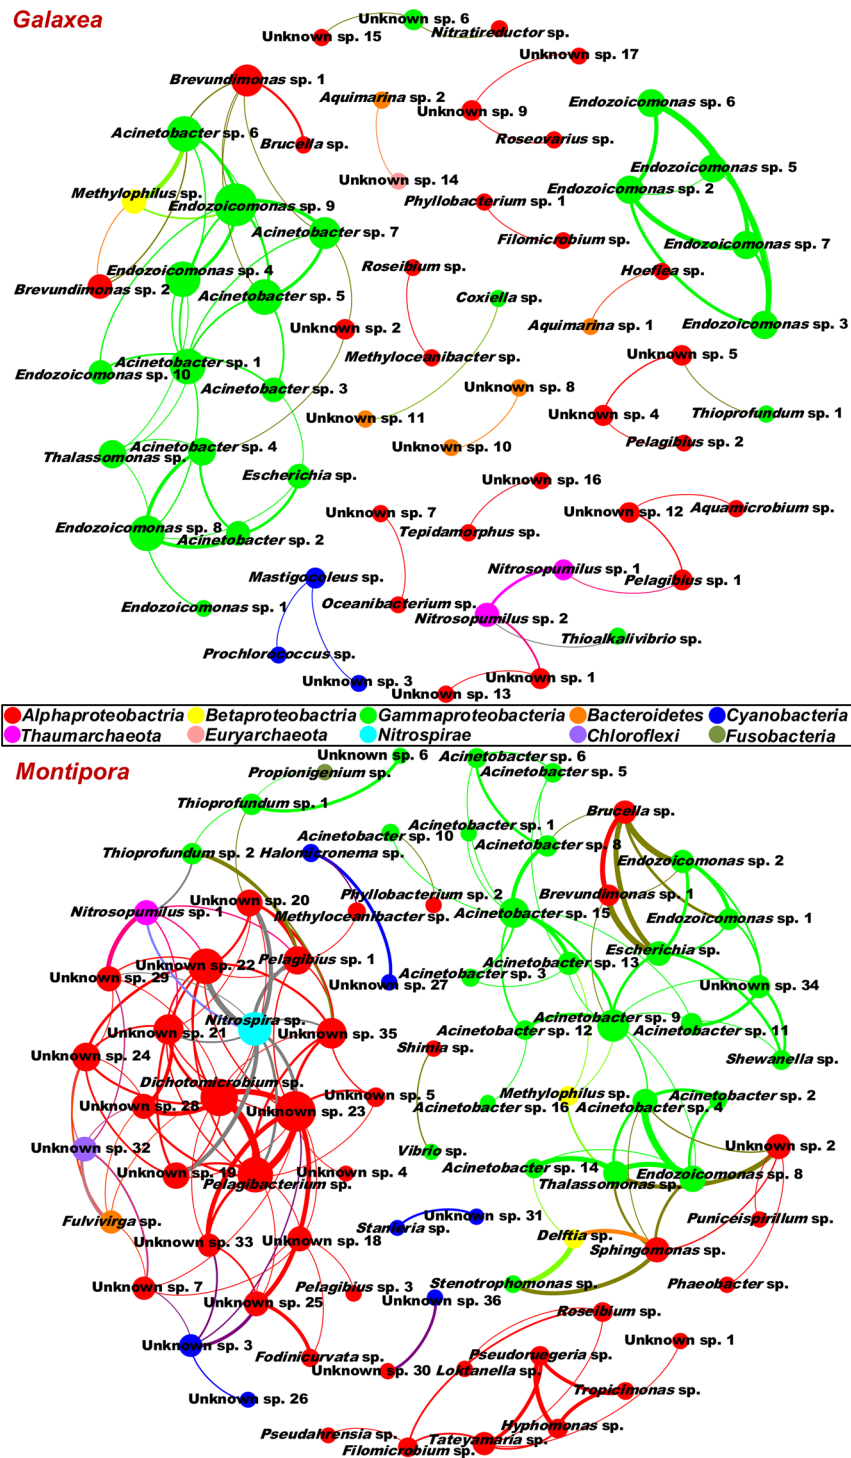 Galaxea
Unknown sp. 6
Nitratireductor sp.
Unknown sp. 15
Unknown sp. 17
Brevundimonas sp. 1
Aquimarina sp. 2
Endozoicomonas sp. 6
Unknown sp. 9
Acinetobacter sp. 6
Brucella sp.
Roseovarius sp.
Endozoicomonas sp. 5
Unknown sp. 14
Endozoicomonas sp. 2
Methylophilus sp.
Endozoicomonas sp. 9
Phyllobacterium sp. 1
Acinetobacter sp. 7
Filomicrobium sp.
Endozoicomonas sp. 7
Endozoicomonas sp. 4
Roseibium sp.
Hoeflea sp.
Brevundimonas sp. 2
Acinetobacter sp. 5
Coxiella sp.
Unknown sp. 2
Aquimarina sp. 1
Endozoicomonas sp. 3
Acinetobacter sp. 1
Methyloceanibacter sp.
Unknown sp. 5
Endozoicomonas sp. 10
Acinetobacter sp. 3
Unknown sp. 8
Unknown sp. 11
Unknown sp. 4
Thioprofundum sp. 1
Acinetobacter sp. 4
Unknown sp. 10
Pelagibius sp. 2
Thalassomonas sp.
Escherichia sp.
Unknown sp. 16
Unknown sp. 7
Unknown sp. 12
Aquamicrobium sp.
Endozoicomonas sp. 8
Acinetobacter sp. 2
Tepidamorphus sp.
Mastigocoleus sp.
Nitrosopumilus sp. 1
Pelagibius sp. 1
Endozoicomonas sp. 1
Oceanibacterium sp.
Nitrosopumilus sp. 2
Thioalkalivibrio sp.
Prochlorococcus sp.
Unknown sp. 3
Unknown sp. 13
Unknown sp. 1
Alphaproteobactria Betaproteobactria Gammaproteobacteria Bacteroidetes Cyanobacteria
Thaumarchaeota Euryarchaeota Nitrospirae Chloroflexi Fusobacteria
Montipora
Unknown sp. 6
Acinetobacter sp. 6
Propionigenium sp.
Acinetobacter sp. 5
Thioprofundum sp. 1
Brucella sp.
Acinetobacter sp. 10
Acinetobacter sp. 1
Acinetobacter sp. 8
Thioprofundum sp. 2
Halomicronema sp.
Endozoicomonas sp. 2
Unknown sp. 20
Phyllobacterium sp. 2
Brevundimonas sp. 1
Nitrosopumilus sp. 1
Methyloceanibacter sp.
Acinetobacter sp. 15
Endozoicomonas sp. 1
Unknown sp. 22
Pelagibius sp. 1
Escherichia sp.
Unknown sp. 29
Unknown sp. 27
Acinetobacter sp. 3
Acinetobacter sp. 13
Unknown sp. 34
Nitrospira sp.
Unknown sp. 21
Unknown sp. 35
Acinetobacter sp. 9
Acinetobacter sp. 12
Acinetobacter sp. 11
Unknown sp. 24
Shimia sp.
Shewanella sp.
Dichotomicrobium sp.
Unknown sp. 5
Methylophilus sp.
Acinetobacter sp. 2
Unknown sp. 28
Unknown sp. 23
Acinetobacter sp. 16
Acinetobacter sp. 4
Unknown sp. 32
Vibrio sp.
Unknown sp. 2
Unknown sp. 19
Unknown sp. 4
Acinetobacter sp. 14
Endozoicomonas sp. 8
Pelagibacterium sp.
Thalassomonas sp.
Fulvivirga sp.
Unknown sp. 31
Stanieria sp.
Puniceispirillum sp.
Unknown sp. 33
Unknown sp. 18
Delftia sp.
Sphingomonas sp.
Unknown sp. 7
Pelagibius sp. 3
Stenotrophomonas sp.
Phaeobacter sp.
Unknown sp. 25
Unknown sp. 36
Roseibium sp.
Unknown sp. 3
Unknown sp. 1
Fodinicurvata sp.
Pseudoruegeria sp.
Unknown sp. 30
Loktanella sp.
Unknown sp. 26
Tropicimonas sp.
Pseudahrensia sp.
Hyphomonas sp.
Filomicrobium sp.
Tateyamaria sp.